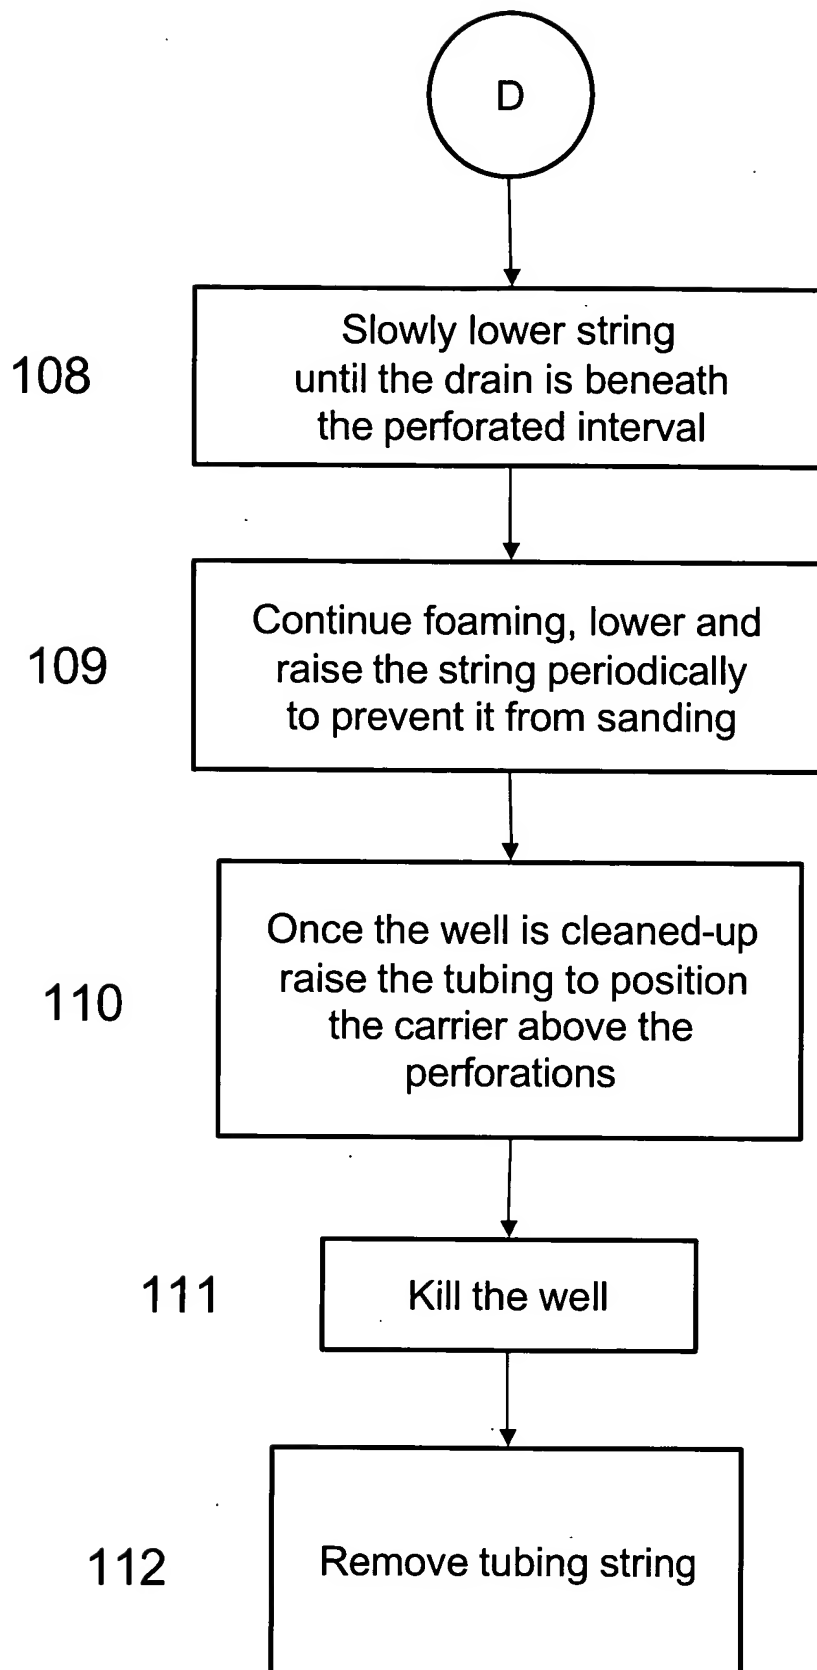 D
108
Slowly lower string
until the drain is beneath
the perforated interval
109
Continue foaming, lower and
raise the string periodically
to prevent it from sanding
110
Once the well is cleaned-up
raise the tubing to position
the carrier above the
perforations
111
Kill the well
112
Remove tubing string